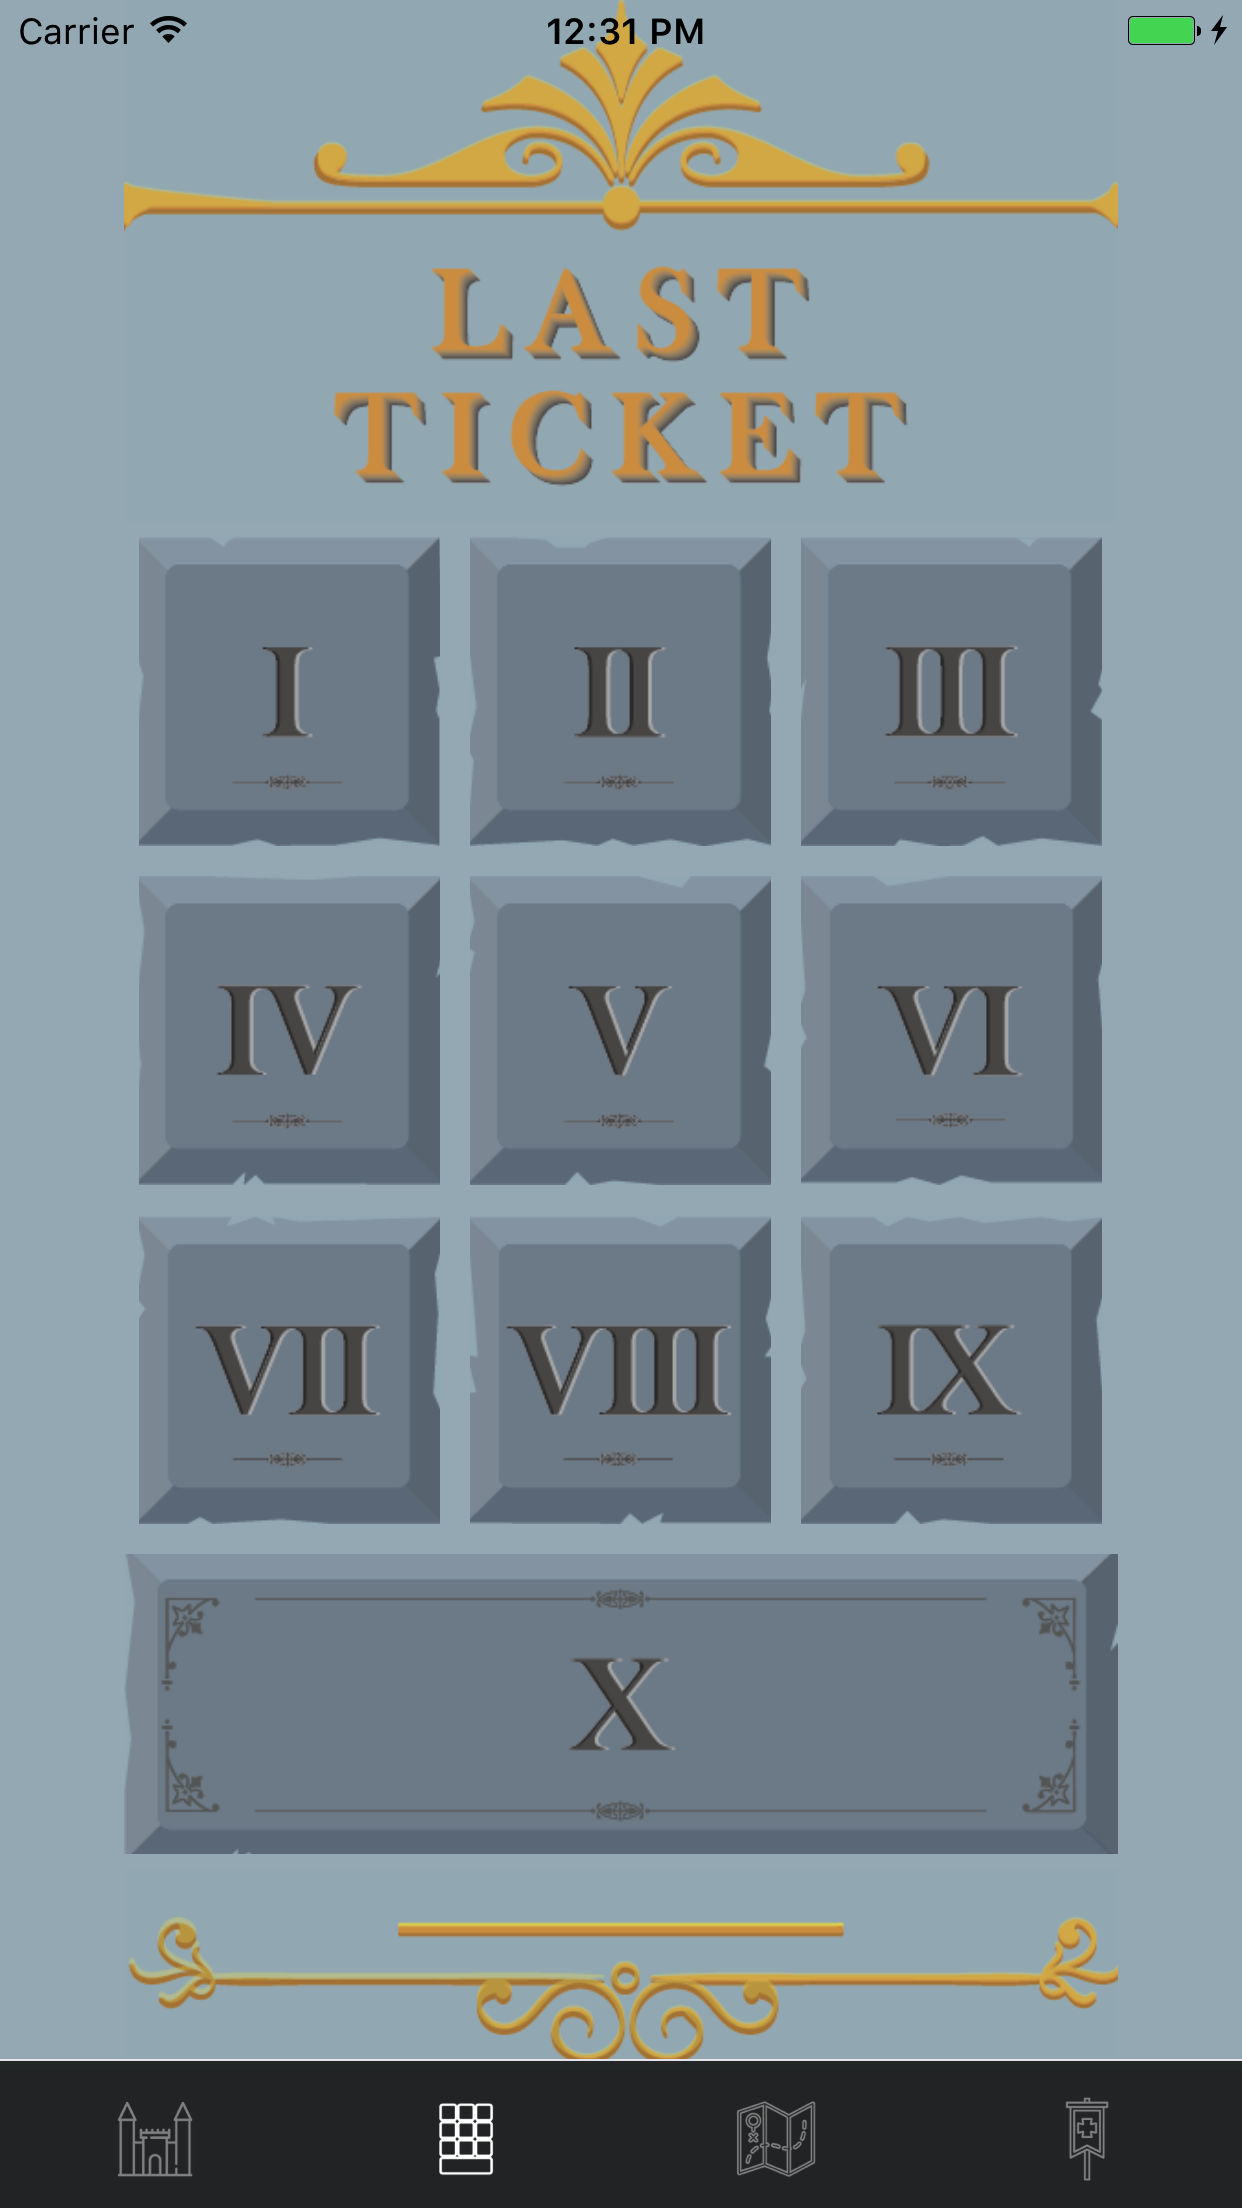 Carrier 12:31 PM
LAST
TICKET
I II III
IV V VI
VII VIII IX
X